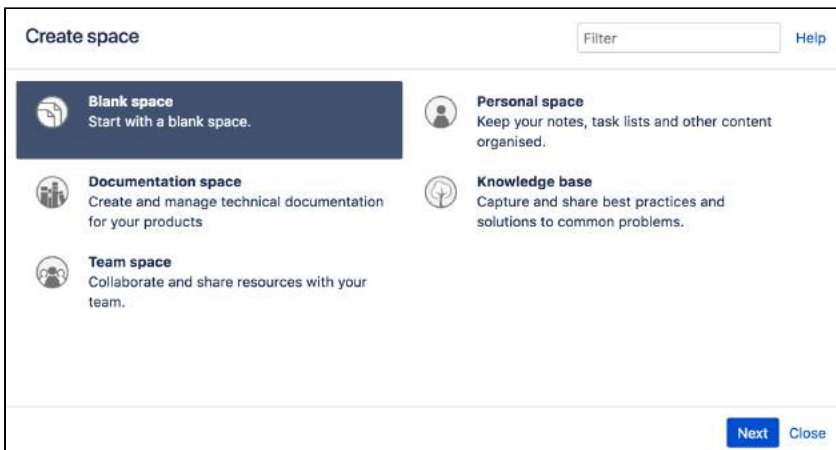 Create space
Filter
Help
Blank space
Start with a blank space.
Personal space
Keep your notes, task lists and other content
organised.
Documentation space
Create and manage technical documentation
for your products
Knowledge base
Capture and share best practices and
solutions to common problems.
Team space
Collaborate and share resources with your
team.
Next
Close